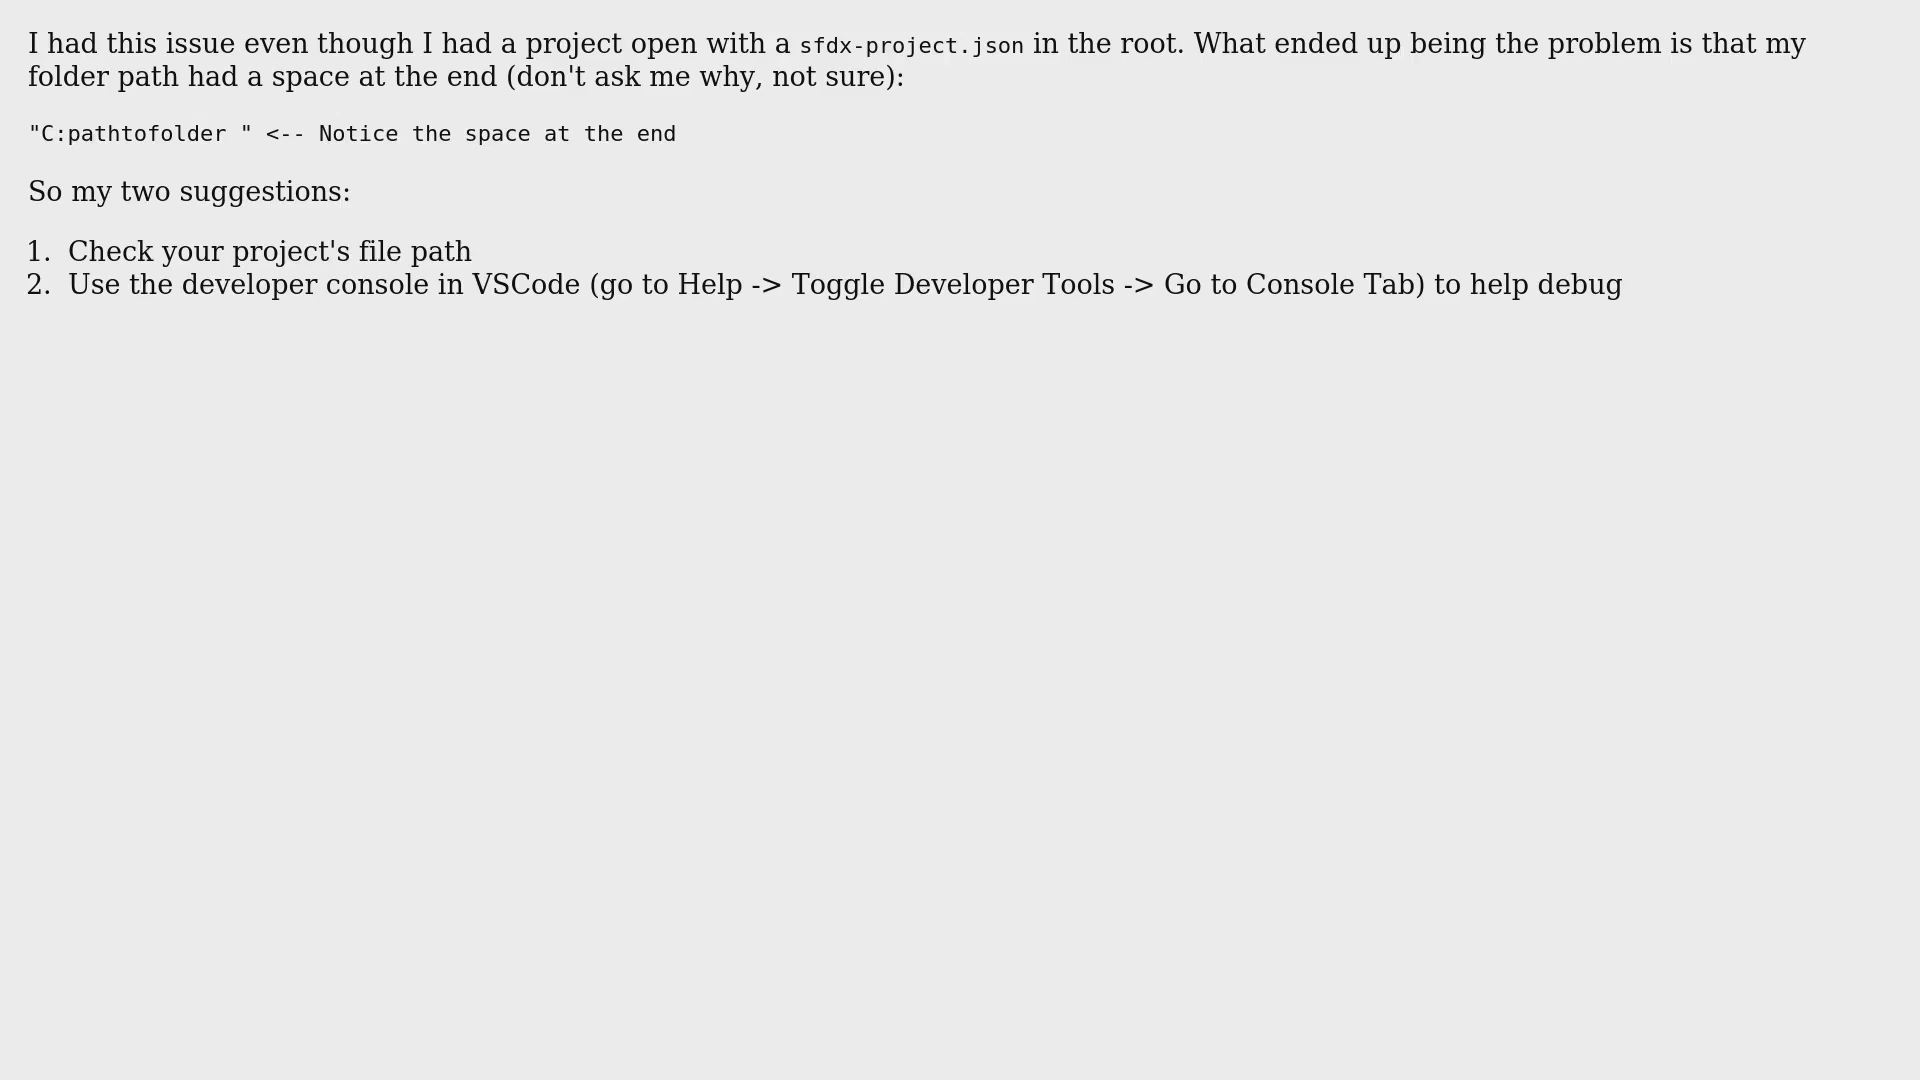 I had this issue even though I had a project open with a sfdx-project.json in the root. What ended up being the problem is that my
folder path had a space at the end (don't ask me why, not sure):
"C:pathtofolder " <-- Notice the space at the end
So my two suggestions:
1. Check your project's file path
2. Use the developer console in VSCode (go to Help -> Toggle Developer Tools -> Go to Console Tab) to help debug